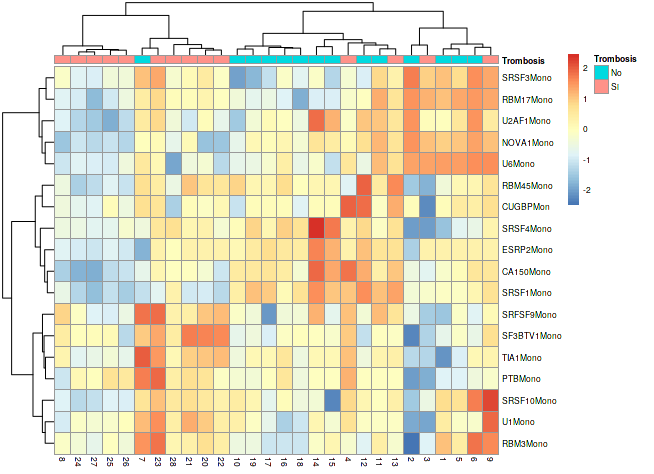 Trombosis
SRSF3Mono
RBM17Mono
U2AF1Mono
NOVA1Mono
U6Mono
RBM45Mono
CUGBPMon
SRSF4Mono
ESRP2Mono
CA150Mono
SRSF1Mono
SRFSF9Mono
SF3BTV1Mono
TIA1Mono
PTBMono
SRSF10Mono
U1Mono
RBM3Mono
8 24 27 25 26 7 23 28 21 20 22 10 19 17 16 18 14 15 4 12 11 13 2 3 1 5 6 9
2
1
0
-1
-2
Trombosis
No
SI